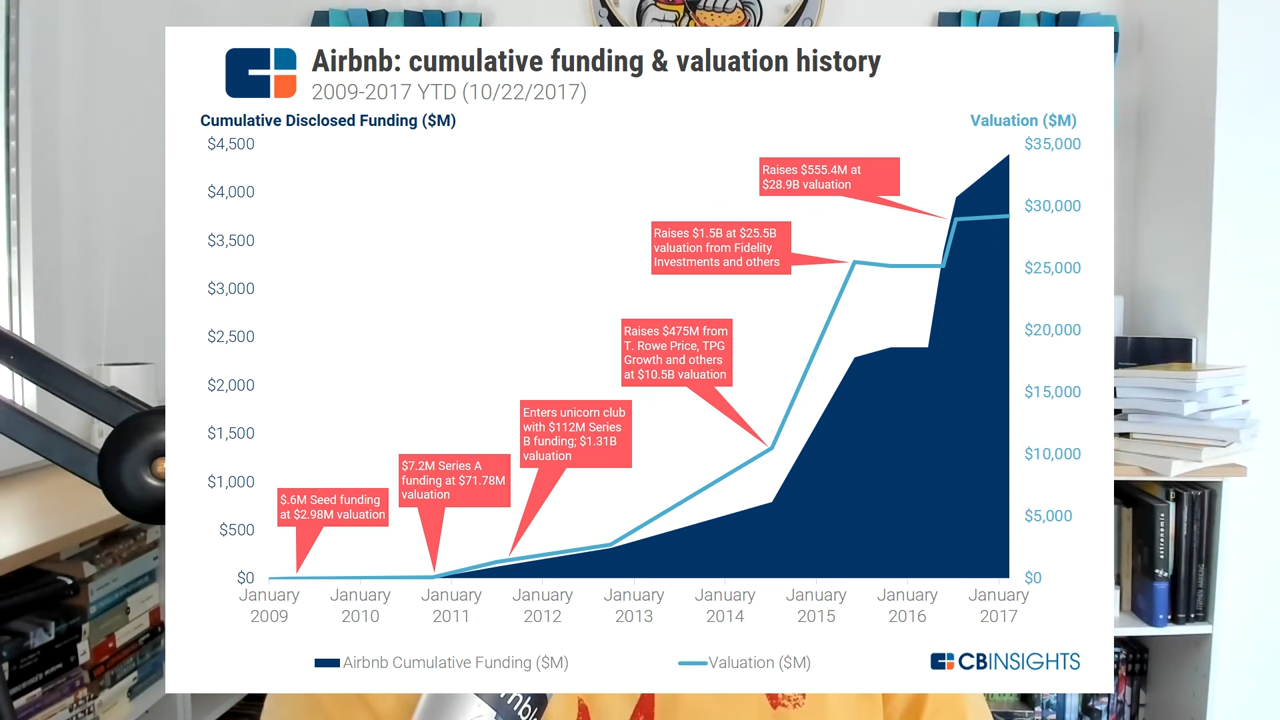 Airbnb: cumulative funding & valuation history
2009-2017 YTD (10/22/2017)
Cumulative Disclosed Funding ($M)
Valuation ($M)
$4,500
$4,000
$3,500
$3,000
$2,500
$2,000
$1,500
$1,000
$500
$0
$35,000
$30,000
$25,000
$20,000
$15,000
$10,000
$5,000
$0
Raises $555.4M at
$28.9B valuation
Raises $1.5B at $25.5B
valuation from Fidelity
Investments and others
Raises $475M from
T. Rowe Price, TPG
Growth and others
at $10.5B valuation
Enters unicorn club
with $112M Series
B funding; $1.31B
valuation
$7.2M Series A
funding at $71.78M
valuation
$.6M Seed funding
at $2.98M valuation
January
2009
January
2010
January
2011
January
2012
January
2013
January
2014
January
2015
January
2016
January
2017
Airbnb Cumulative Funding ($M)
Valuation ($M)
CBINSIGHTS
astronomia
STEPHEN HAWKING